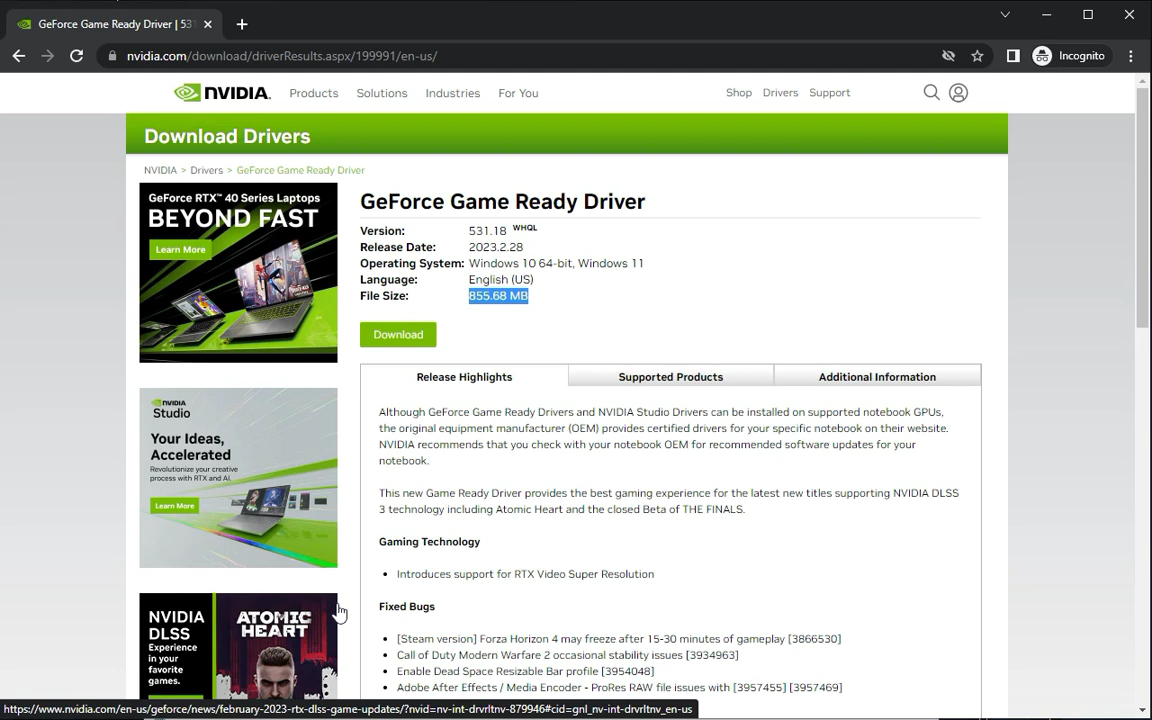 GeForce Game Ready Driver | 531
nvidia.com/download/driverResults.aspx/199991/en-us/
Incognito
NVIDIA.
Products
Solutions
Industries
For You
Shop
Drivers
Support
Download Drivers
NVIDIA > Drivers > GeForce Game Ready Driver
GeForce RTX™ 40 Series Laptops
BEYOND FAST
Learn More
GeForce Game Ready Driver
Version: 531.18 WHQL
Release Date: 2023.2.28
Operating System: Windows 10 64-bit, Windows 11
Language: English (US)
File Size: 855.68 MB
Download
NVIDIA
Studio
Your Ideas,
Accelerated
Revolutionize your creative
process with RTX and AI.
Learn More
Release Highlights
Supported Products
Additional Information
Although GeForce Game Ready Drivers and NVIDIA Studio Drivers can be installed on supported notebook GPUs,
the original equipment manufacturer (OEM) provides certified drivers for your specific notebook on their website.
NVIDIA recommends that you check with your notebook OEM for recommended software updates for your
notebook.
This new Game Ready Driver provides the best gaming experience for the latest new titles supporting NVIDIA DLSS
3 technology including Atomic Heart and the closed Beta of THE FINALS.
Gaming Technology
• Introduces support for RTX Video Super Resolution
Fixed Bugs
• [Steam version] Forza Horizon 4 may freeze after 15-30 minutes of gameplay [3866530]
• Call of Duty Modern Warfare 2 occasional stability issues [3934963]
• Enable Dead Space Resizable Bar profile [3954048]
• Adobe After Effects / Media Encoder - ProRes RAW file issues with [3957455] [3957469]
NVIDIA
DLSS
Experience
in your
favorite
games.
ATOMIC
HEART
https://www.nvidia.com/en-us/geforce/news/february-2023-rtx-dlss-game-updates/?nvid=nv-int-drvrltnv-879946#cid=gnl_nv-int-drvrltnv_en-us